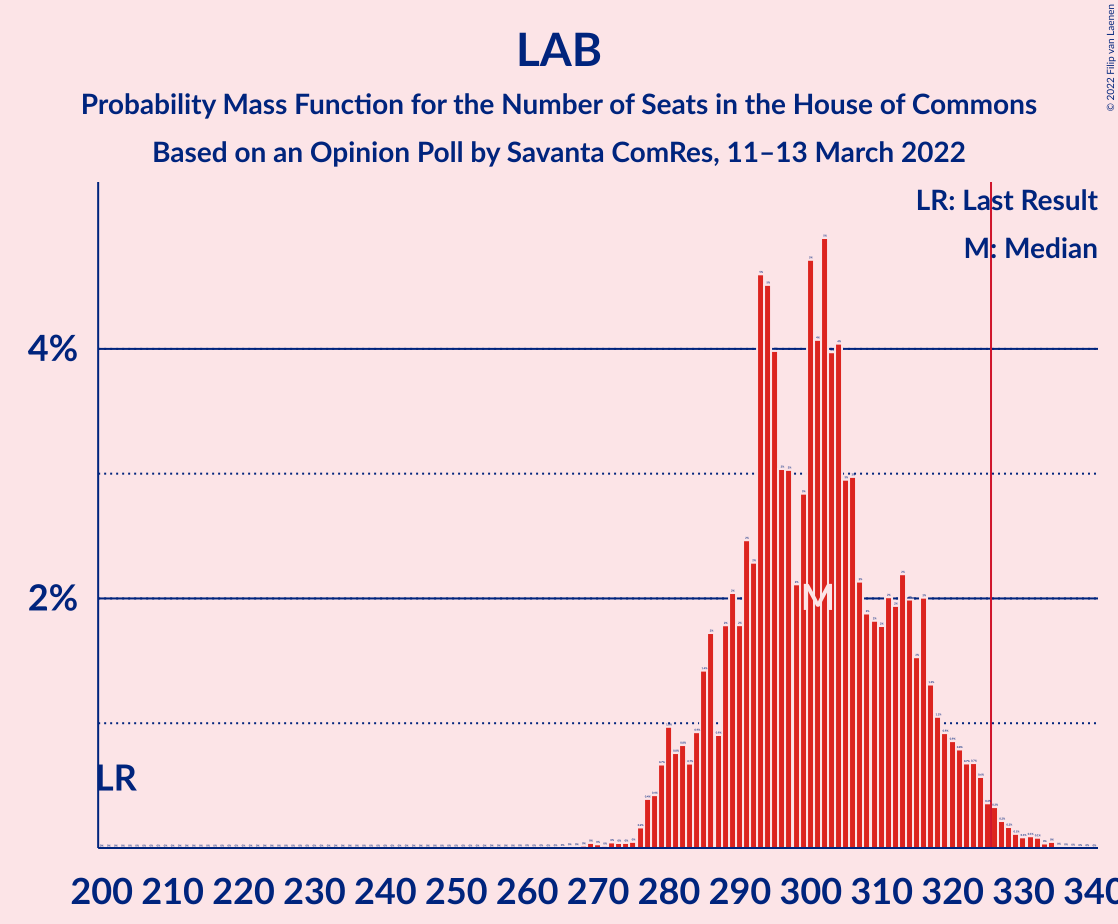 LAB
Probability Mass Function for the Number of Seats in the House of Commons
Based on an Opinion Poll by Savanta ComRes, 11–13 March 2022
© 2022 Filip van Laenen
LR: Last Result
M: Median
4%
2%
M
LR
200 210 220 230 240 250 260 270 280 290 300 310 320 330 340